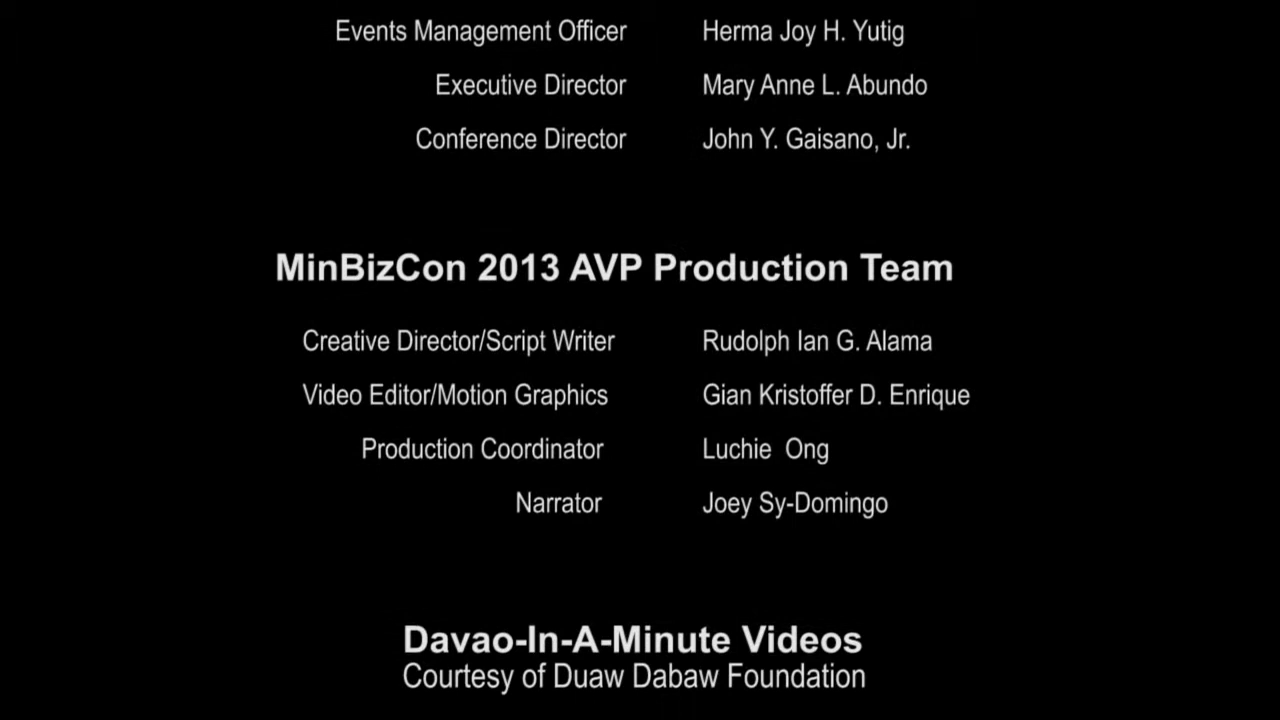 Events Management Officer Herma Joy H. Yutig
Executive Director Mary Anne L. Abundo
Conference Director John Y. Gaisano, Jr.
MinBizCon 2013 AVP Production Team
Creative Director/Script Writer Rudolph Ian G. Alama
Video Editor/Motion Graphics Gian Kristoffer D. Enrique
Production Coordinator Luchie Ong
Narrator Joey Sy-Domingo
Davao-In-A-Minute Videos
Courtesy of Duaw Dabaw Foundation